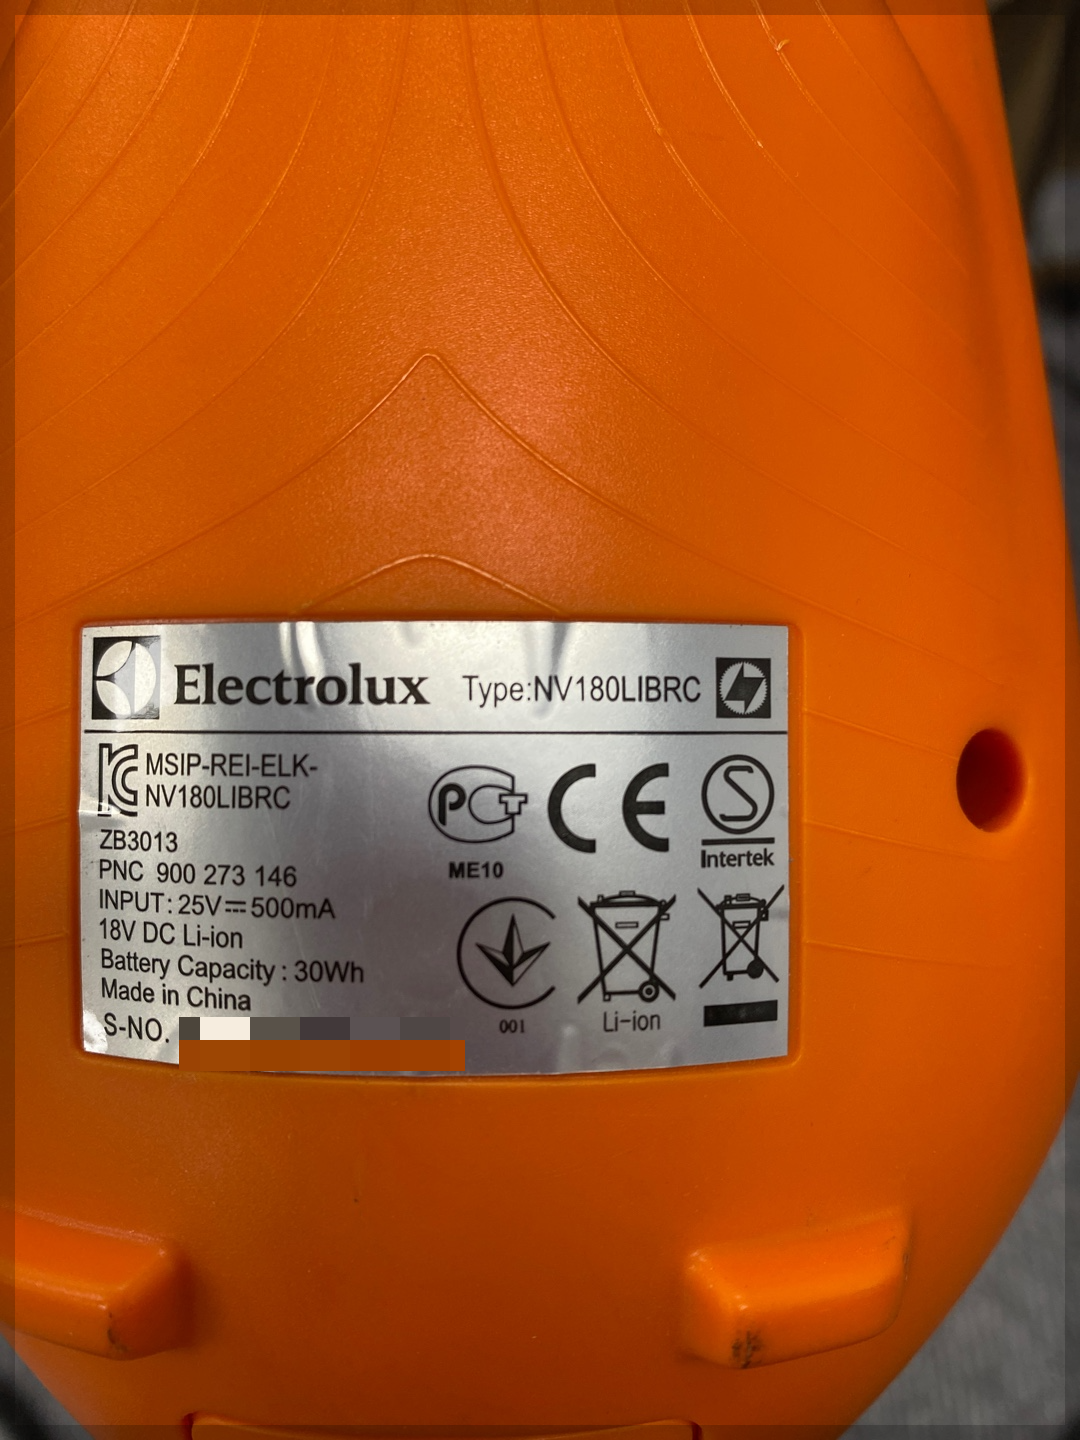 Electrolux Type:NV180LIBRC
MSIP-REI-ELK-
NV180LIBRC
ZB3013
PNC 900 273 146
INPUT: 25V⎓500mA
18V DC Li-ion
Battery Capacity : 30Wh
Made in China
S-NO.
PCT
ME10
CE
S
Intertek
001
Li-ion